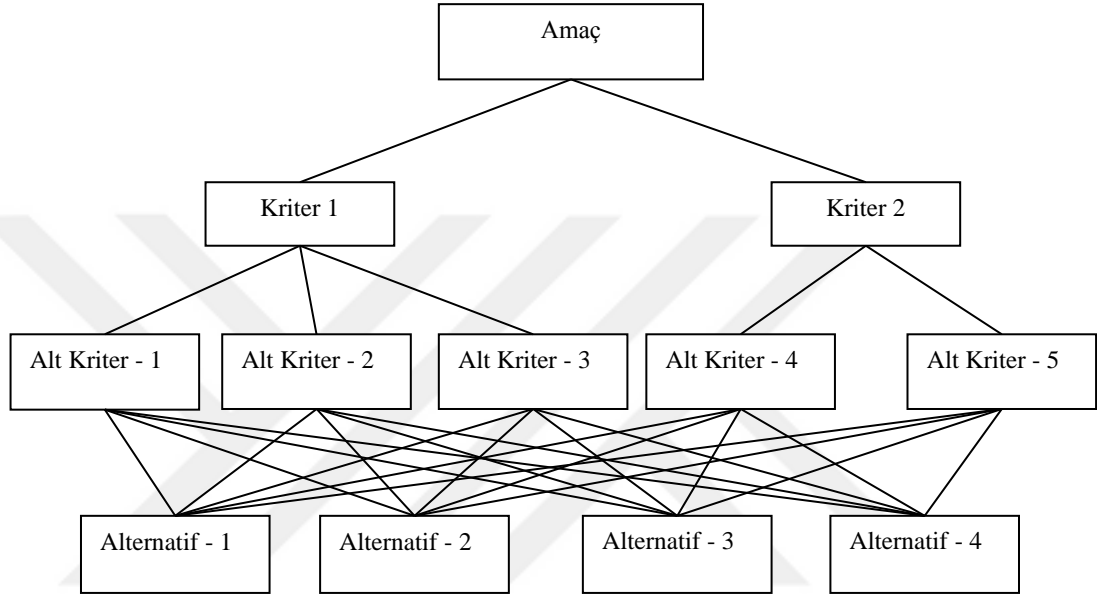 Amaç
Kriter 1
Kriter 2
Alt Kriter - 1
Alt Kriter - 2
Alt Kriter - 3
Alt Kriter - 4
Alt Kriter - 5
Alternatif - 1
Alternatif - 2
Alternatif - 3
Alternatif - 4